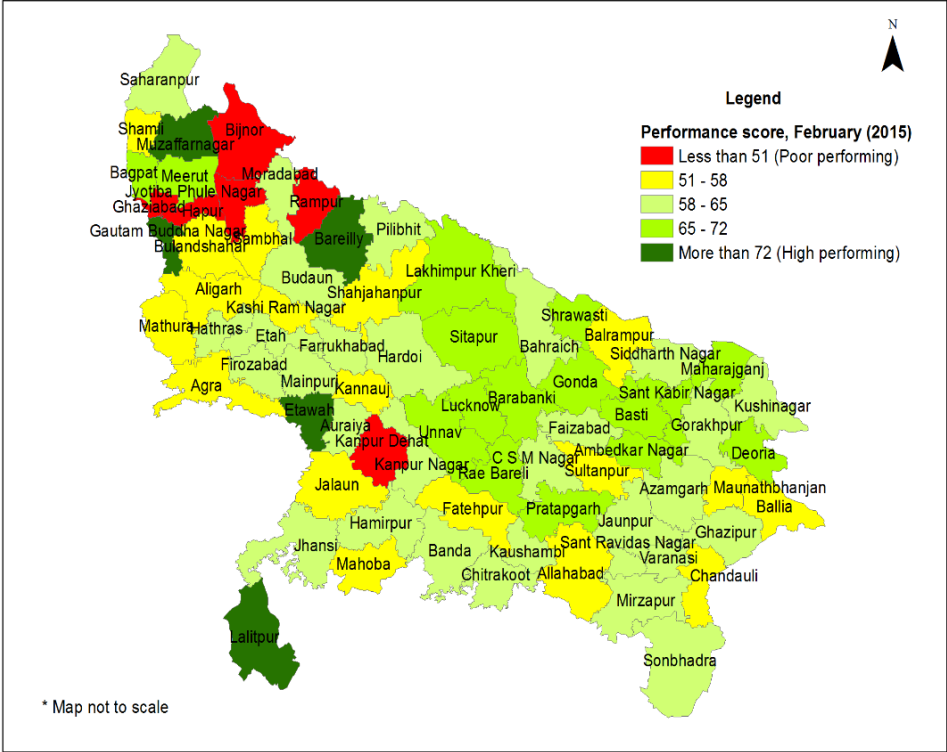 N
Legend
Performance score, February (2015)
Less than 51 (Poor performing)
51 - 58
58 - 65
65 - 72
More than 72 (High performing)
Saharanpur
Shamli
Muzaffarnagar
Bijnor
Bagpat
Meerut
Moradabad
Jyotiba Phule Nagar
Ghaziabad
Hapur
Rampur
Gautam Buddha Nagar
Bulandshahar
Sambhal
Bareilly
Pilibhit
Budaun
Lakhimpur Kheri
Aligarh
Shahjahanpur
Kashi Ram Nagar
Shrawasti
Mathura
Hathras
Etah
Sitapur
Balrampur
Farrukhabad
Bahraich
Siddharth Nagar
Hardoi
Firozabad
Maharajganj
Agra
Mainpuri
Kannauj
Gonda
Sant Kabir Nagar
Barabanki
Lucknow
Kushinagar
Etawah
Basti
Auraiya
Unnav
Faizabad
Gorakhpur
Kanpur Dehat
Ambedkar Nagar
Deoria
C S M Nagar
Kanpur Nagar
Rae Bareli
Sultanpur
Jalaun
Azamgarh
Maunathbhanjan
Fatehpur
Pratapgarh
Ballia
Hamirpur
Jaunpur
Ghazipur
Jhansi
Sant Ravidas Nagar
Banda
Kaushambi
Varanasi
Mahoba
Chitrakoot
Allahabad
Chandauli
Mirzapur
Lalitpur
Sonbhadra
* Map not to scale